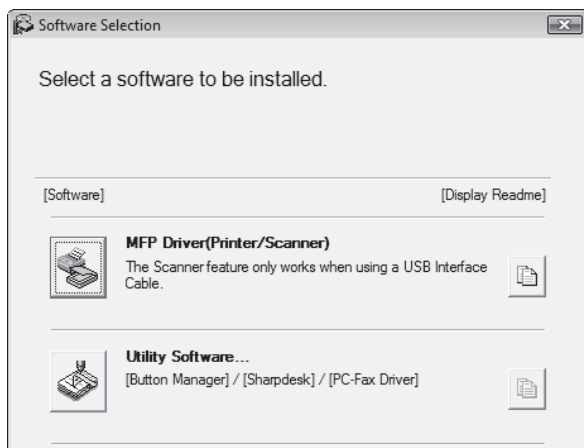 Software Selection
Select a software to be installed.
[Software] [Display Readme]
MFP Driver(Printer/Scanner)
The Scanner feature only works when using a USB Interface
Cable.
Utility Software...
[Button Manager] / [Sharpdesk] / [PC-Fax Driver]